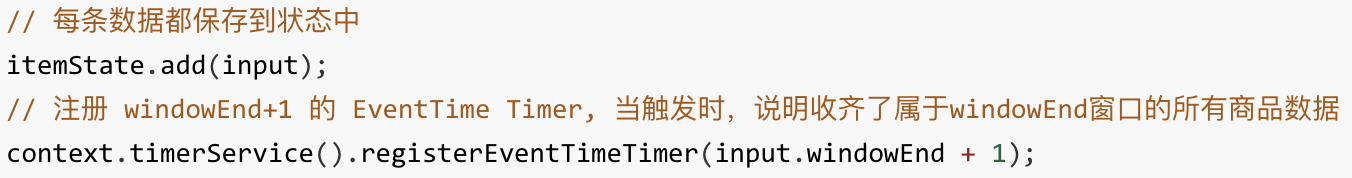 // 每条数据都保存到状态中
itemState.add(input);
// 注册 windowEnd+1 的 EventTime Timer, 当触发时，说明收齐了属于windowEnd窗口的所有商品数据
context.timerService().registerEventTimeTimer(input.windowEnd + 1);